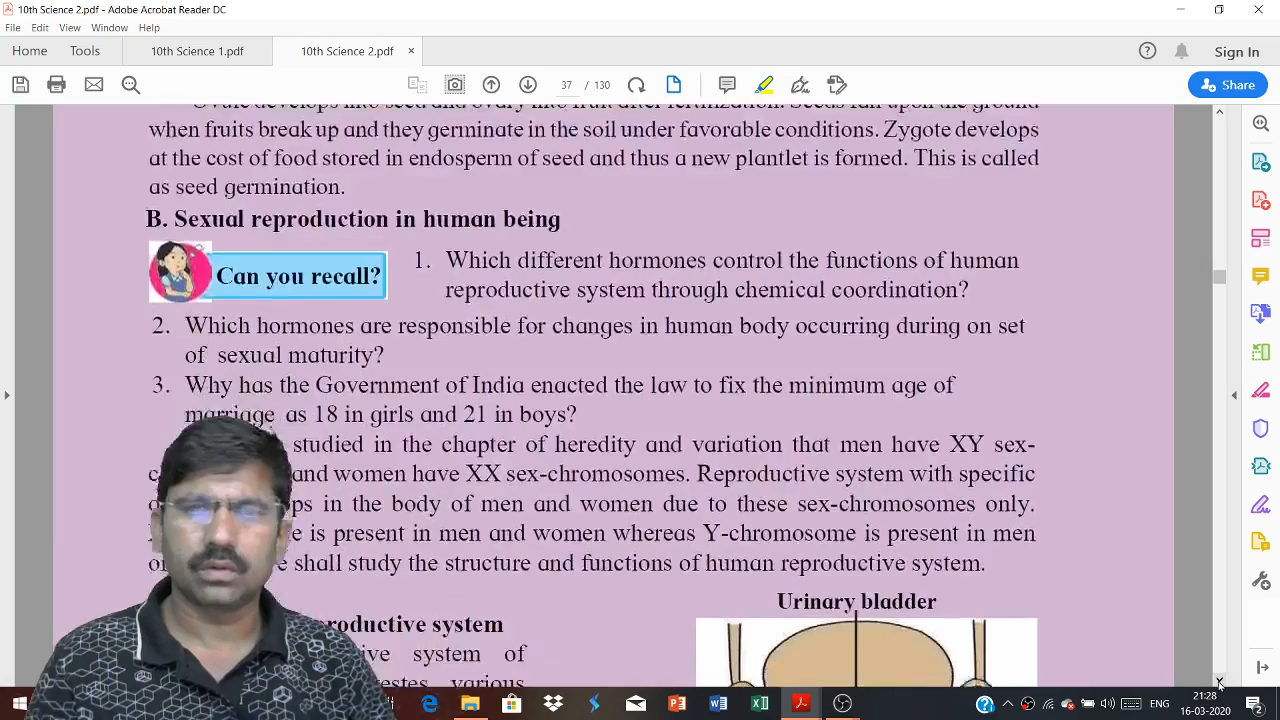 10th Science 2.pdf - Adobe Acrobat Reader DC
File Edit View Window Help
Home Tools 10th Science 1.pdf 10th Science 2.pdf × Sign In
37 / 130 Share
when fruits break up and they germinate in the soil under favorable conditions. Zygote develops
at the cost of food stored in endosperm of seed and thus a new plantlet is formed. This is called
as seed germination.
B. Sexual reproduction in human being
Can you recall?
1. Which different hormones control the functions of human
reproductive system through chemical coordination?
2. Which hormones are responsible for changes in human body occurring during on set
of sexual maturity?
3. Why has the Government of India enacted the law to fix the minimum age of
marriage as 18 in girls and 21 in boys?
studied in the chapter of heredity and variation that men have XY sex-
and women have XX sex-chromosomes. Reproductive system with specific
ps in the body of men and women due to these sex-chromosomes only.
is present in men and women whereas Y-chromosome is present in men
shall study the structure and functions of human reproductive system.
Urinary bladder
roductive system
ive system of
testes, various
ENG
21:28
16-03-2020
2